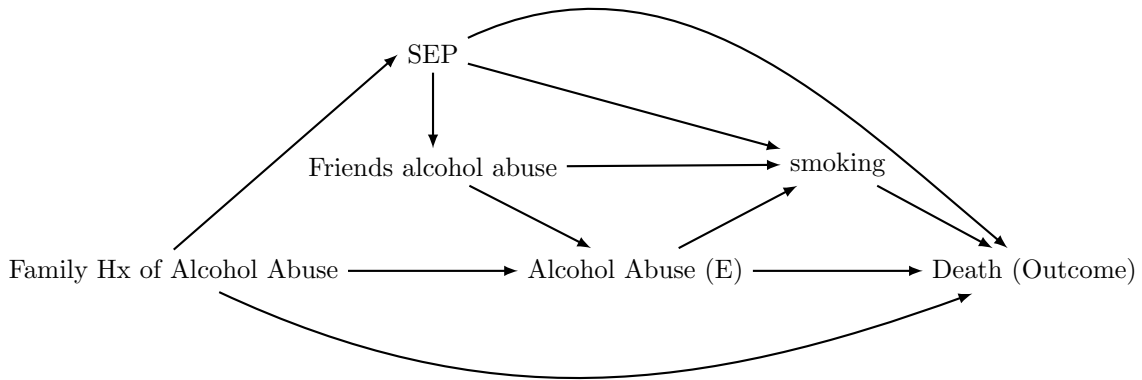 SEP
Friends alcohol abuse
smoking
Family Hx of Alcohol Abuse
Alcohol Abuse (E)
Death (Outcome)